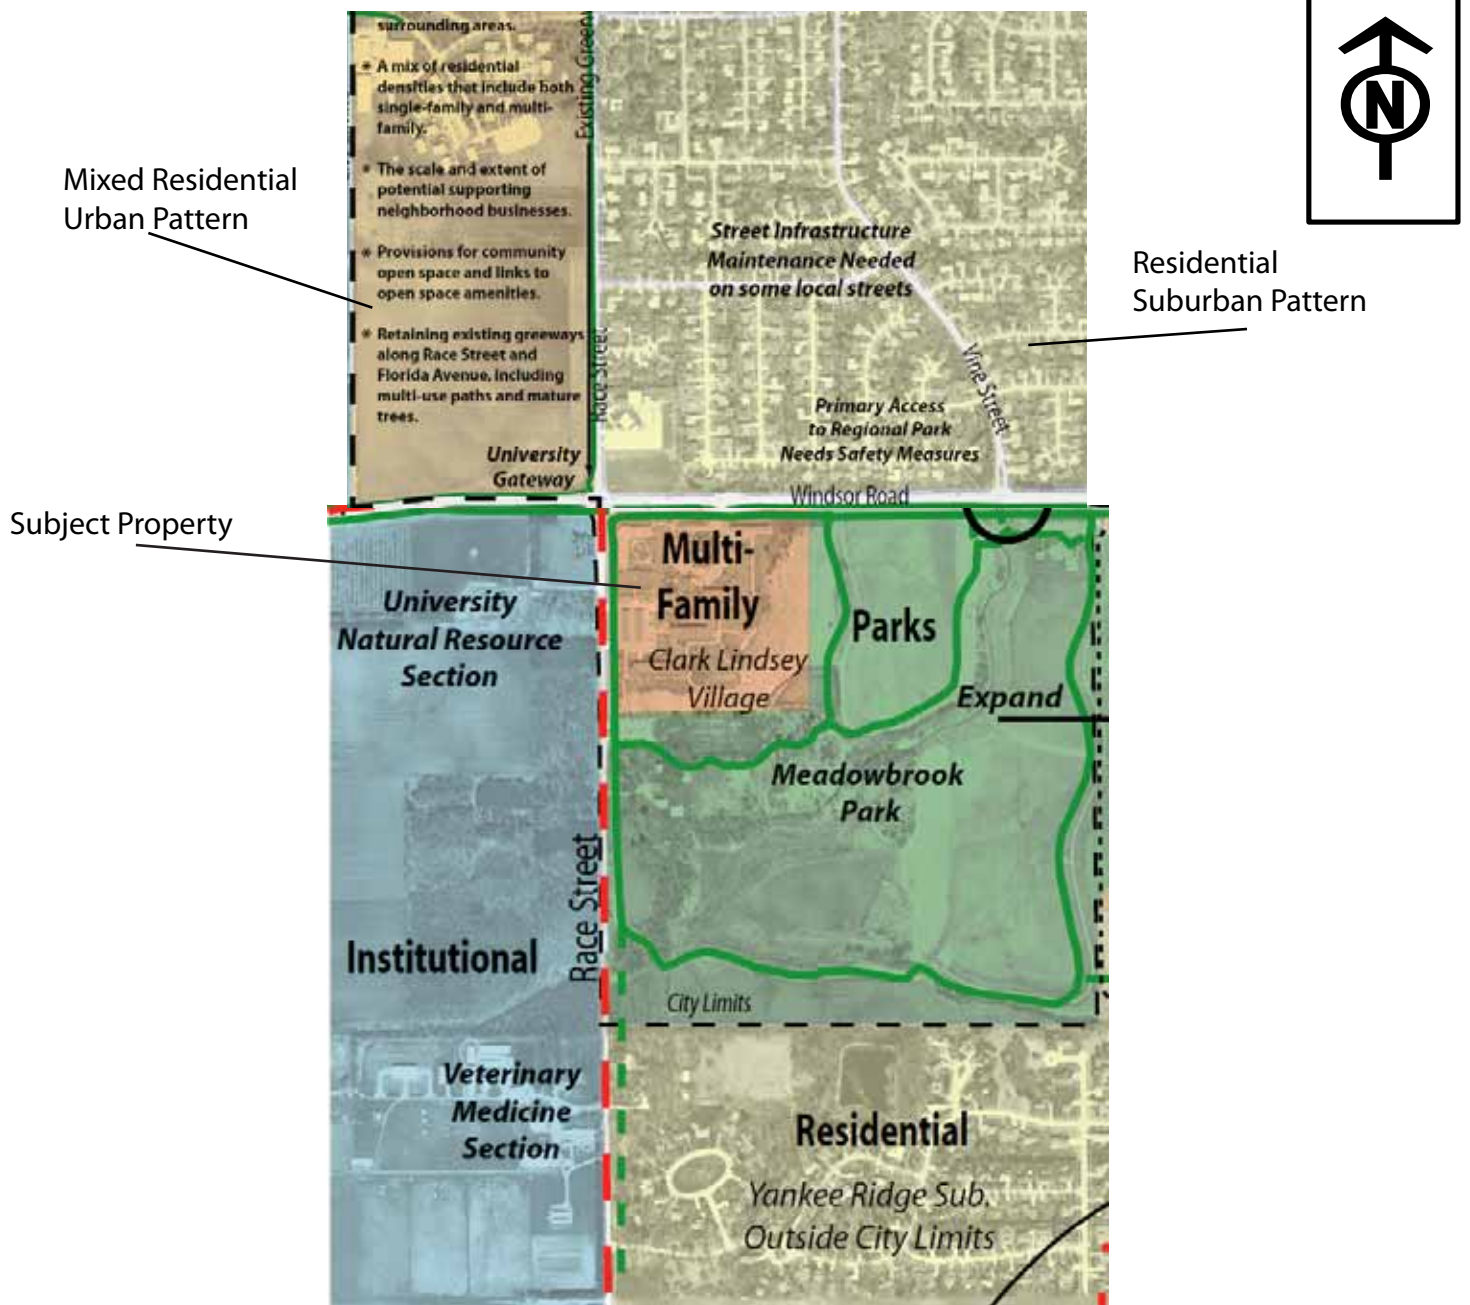 surrounding areas.
* A mix of residential
densities that include both
single-family and multi-
family.
* The scale and extent of
potential supporting
neighborhood businesses.
* Provisions for community
open space and links to
open space amenities.
* Retaining existing greeways
along Race Street and
Florida Avenue, including
multi-use paths and mature
trees.
University
Gateway
Existing Green
Race Street
Mixed Residential
Urban Pattern
N
Street Infrastructure
Maintenance Needed
on some local streets
Residential
Suburban Pattern
Vine Street
Primary Access
to Regional Park
Needs Safety Measures
Windsor Road
Subject Property
Multi-
Family
Clark Lindsey
Village
Parks
Expand
University
Natural Resource
Section
Meadowbrook
Park
Race Street
Institutional
City Limits
Veterinary
Medicine
Section
Residential
Yankee Ridge Sub.
Outside City Limits